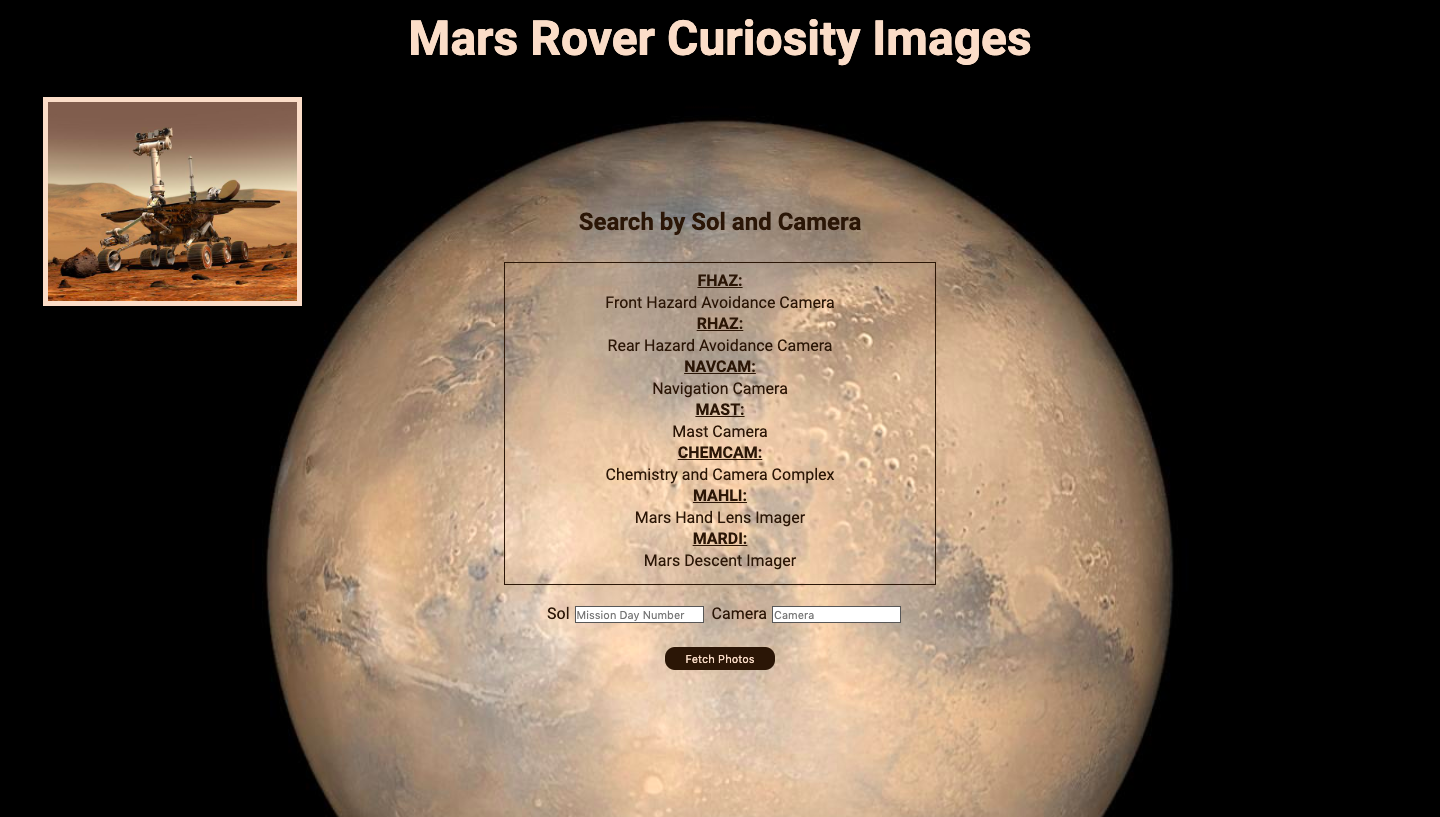 Mars Rover Curiosity Images
Search by Sol and Camera
FHAZ:
Front Hazard Avoidance Camera
RHAZ:
Rear Hazard Avoidance Camera
NAVCAM:
Navigation Camera
MAST:
Mast Camera
CHEMCAM:
Chemistry and Camera Complex
MAHLI:
Mars Hand Lens Imager
MARDI:
Mars Descent Imager
Sol Mission Day Number Camera Camera
Fetch Photos